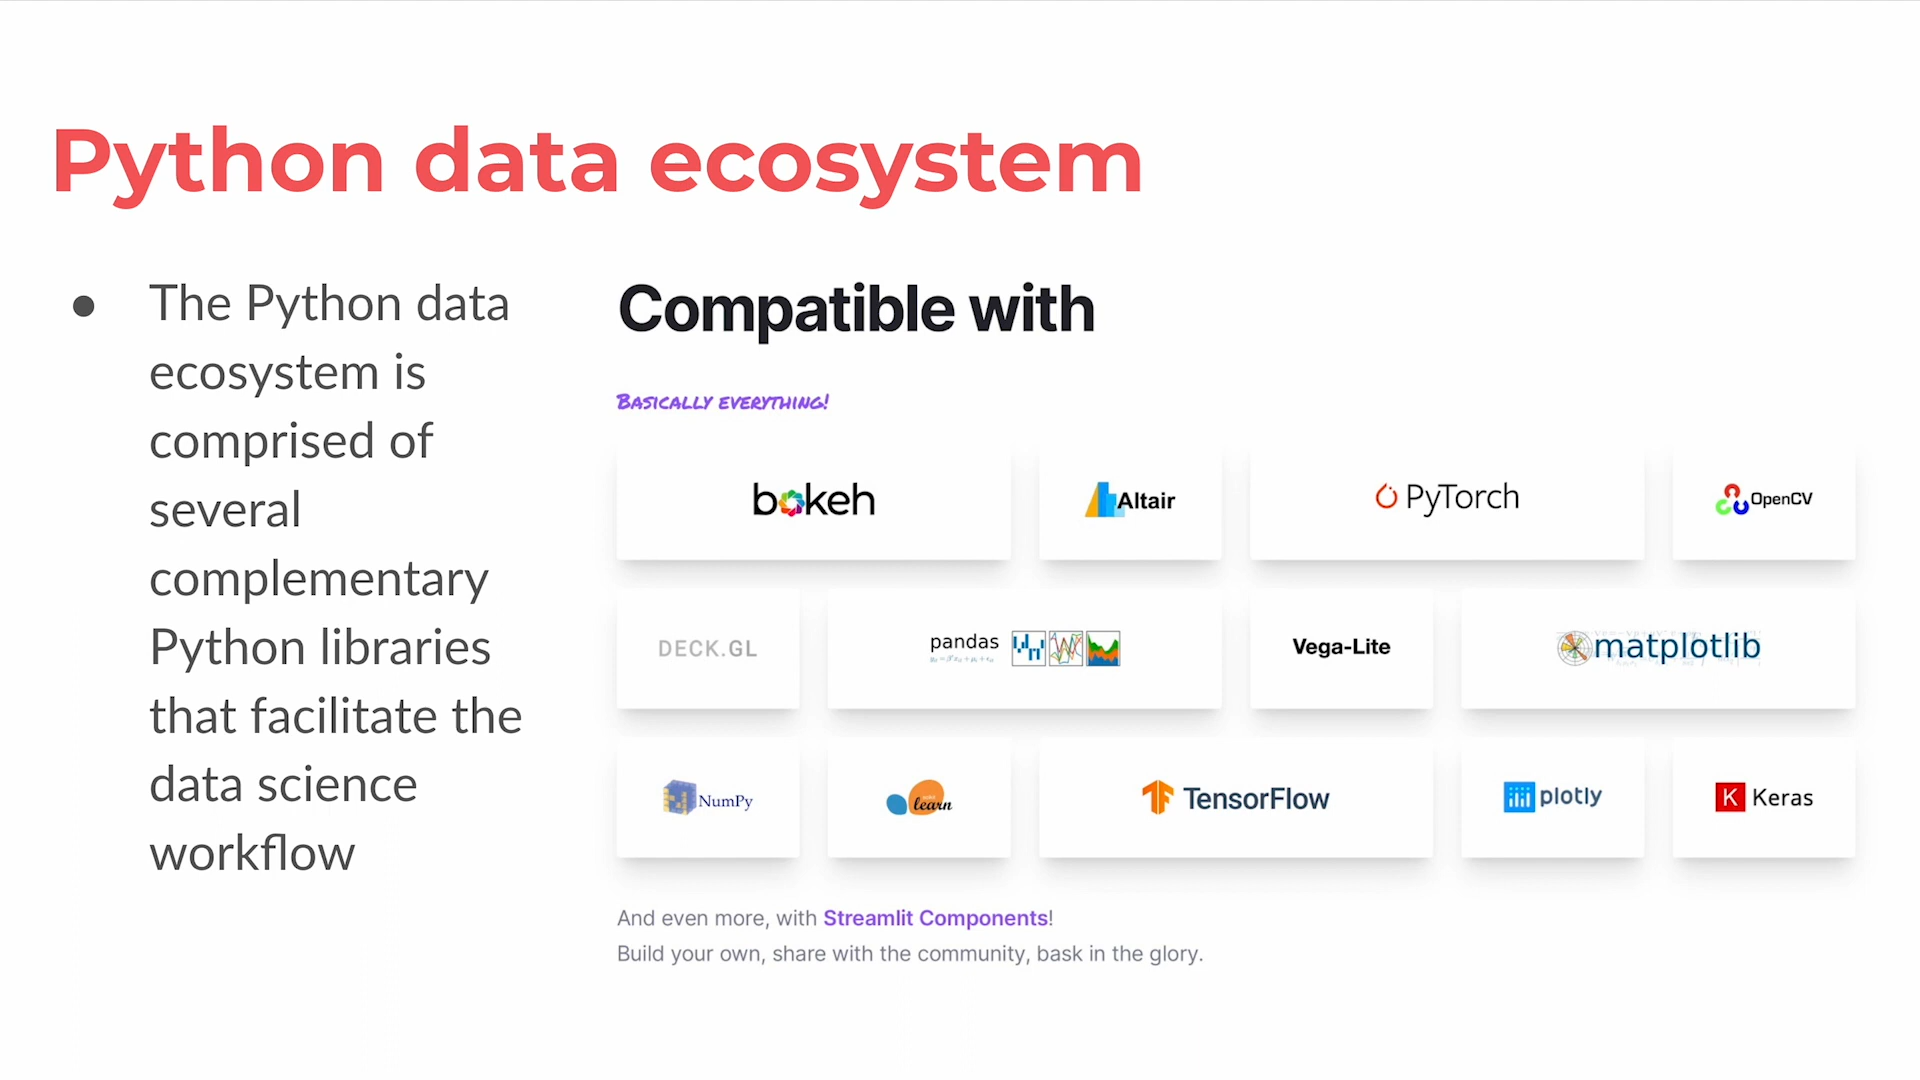 Python data ecosystem
● The Python data
ecosystem is
comprised of
several
complementary
Python libraries
that facilitate the
data science
workflow
Compatible with
BASICALLY EVERYTHING!
bokeh
Altair
PyTorch
OpenCV
DECK.GL
pandas
Vega-Lite
matplotlib
NumPy
learn
TensorFlow
plotly
K Keras
And even more, with Streamlit Components!
Build your own, share with the community, bask in the glory.